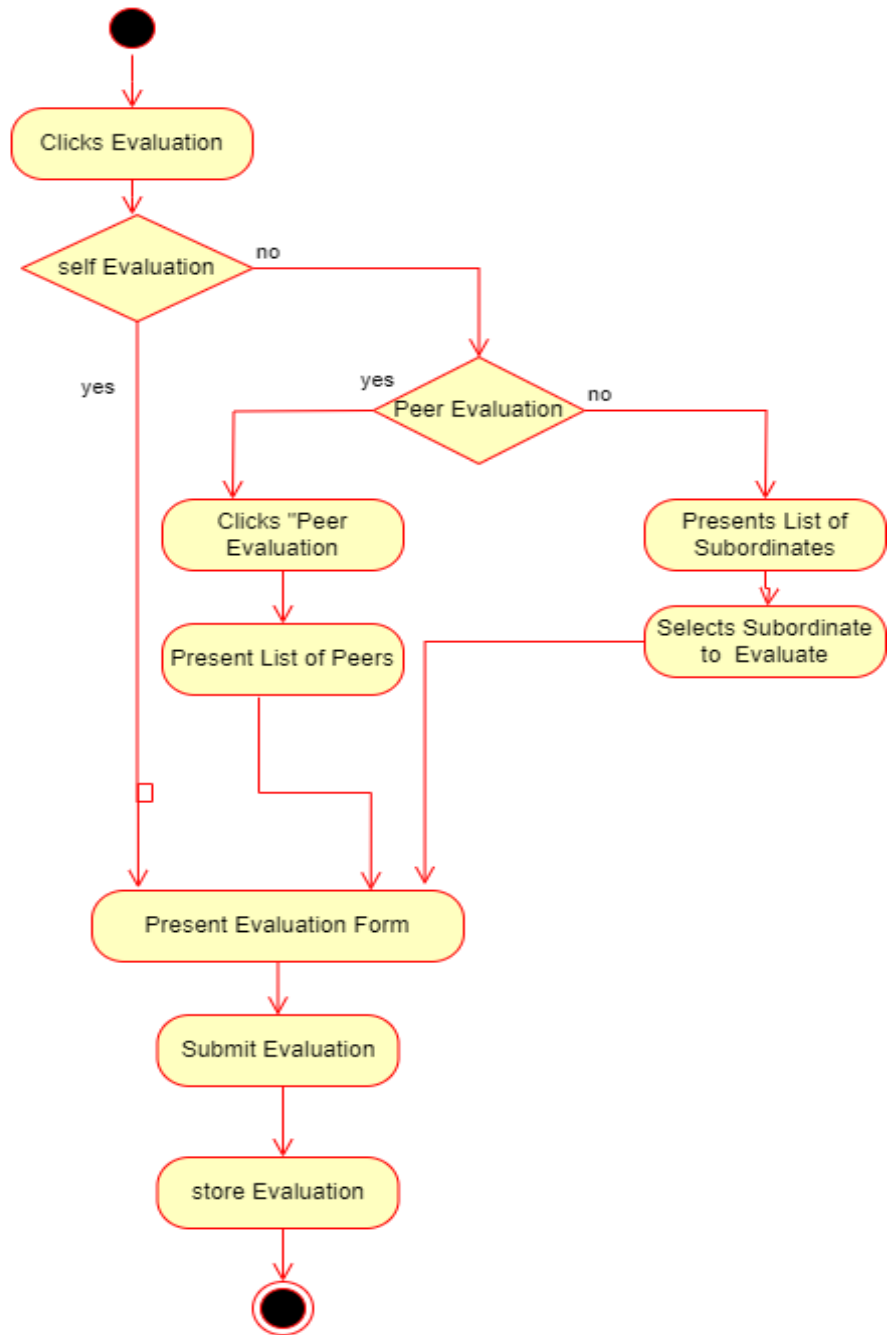 Clicks Evaluation
self Evaluation
no
yes
yes
Peer Evaluation
no
Clicks "Peer
Evaluation
Presents List of
Subordinates
Present List of Peers
Selects Subordinate
to  Evaluate
Present Evaluation Form
Submit Evaluation
store Evaluation